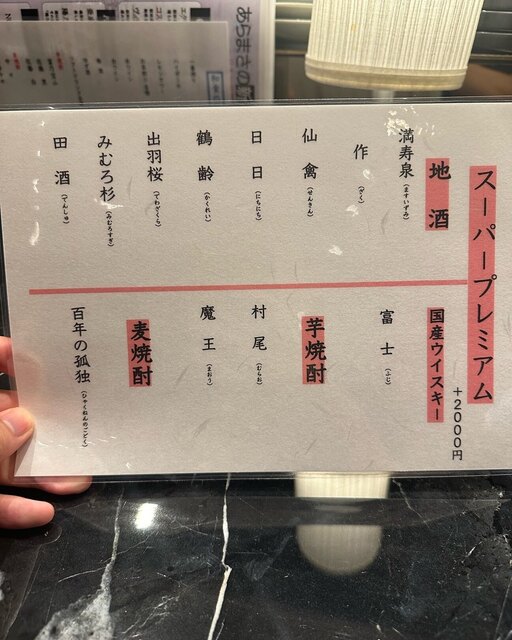 スーパープレミアム
+2000円
地酒
満寿泉（ますいずみ）
作（ざく）
仙禽（せんきん）
日日（にちにち）
鶴齢（かくれい）
出羽桜（でわざくら）
みむろ杉（みむろすぎ）
田酒（でんしゅ）
国産ウイスキー
富士（ふじ）
芋焼酎
村尾（むらお）
魔王（まおう）
麦焼酎
百年の孤独（ひゃくねんのこどく）
あらまさの